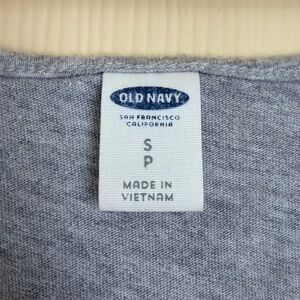 OLD NAVY
SAN FRANCISCO
CALIFORNIA
S
P
MADE IN
VIETNAM